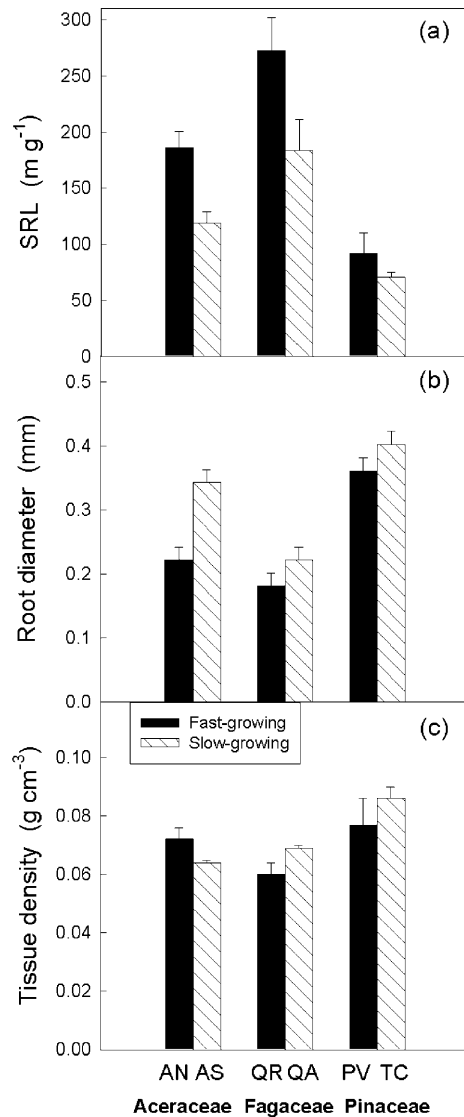 (a)
SRL (m g⁻¹)
300
250
200
150
100
50
0
(b)
Root diameter (mm)
0.5
0.4
0.3
0.2
0.1
0.0
Fast-growing
Slow-growing
(c)
Tissue density (g cm⁻³)
0.10
0.08
0.06
0.04
0.02
0.00
AN AS QR QA PV TC
Aceraceae Fagaceae Pinaceae